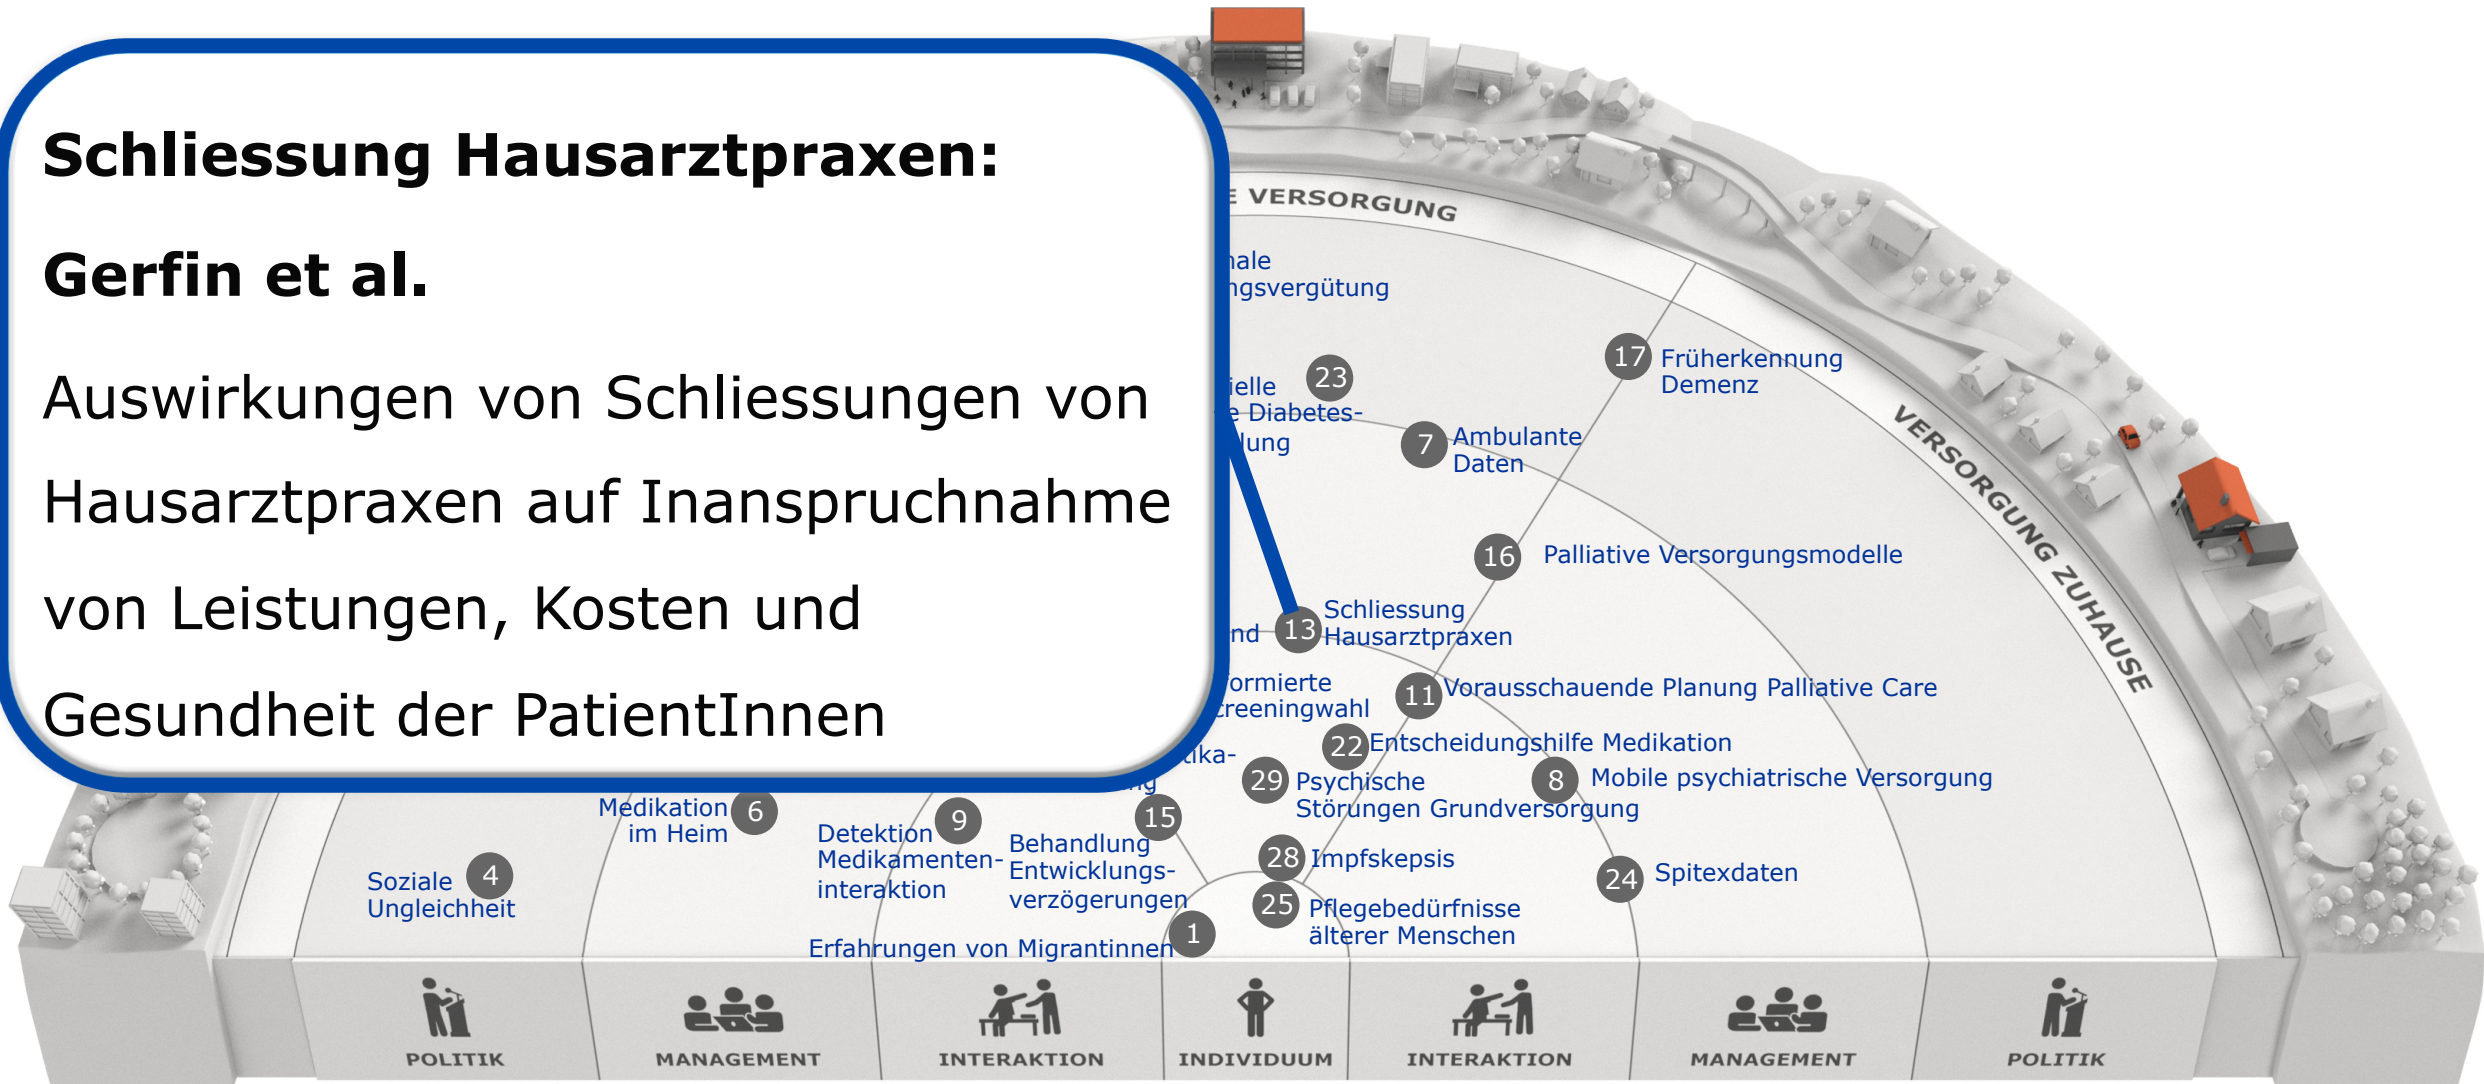 Schliessung Hausarztpraxen:
Gerfin et al.
Auswirkungen von Schliessungen von
Hausarztpraxen auf Inanspruchnahme
von Leistungen, Kosten und
Gesundheit der PatientInnen
VERSORGUNG
VERSORGUNG ZUHAUSE
23
Diabetes-
17 Früherkennung
Demenz
7 Ambulante
Daten
16 Palliative Versorgungsmodelle
13 Schliessung
Hausarztpraxen
11 Vorausschauende Planung Palliative Care
22 Entscheidungshilfe Medikation
29 Psychische
Störungen Grundversorgung
8 Mobile psychiatrische Versorgung
Medikation 6
im Heim
Detektion 9
Medikamenten-
interaktion
15
Behandlung
Entwicklungs-
verzögerungen
28 Impfskepsis
24 Spitexdaten
Soziale 4
Ungleichheit
25 Pflegebedürfnisse
älterer Menschen
Erfahrungen von Migrantinnen 1
POLITIK
MANAGEMENT
INTERAKTION
INDIVIDUUM
INTERAKTION
MANAGEMENT
POLITIK